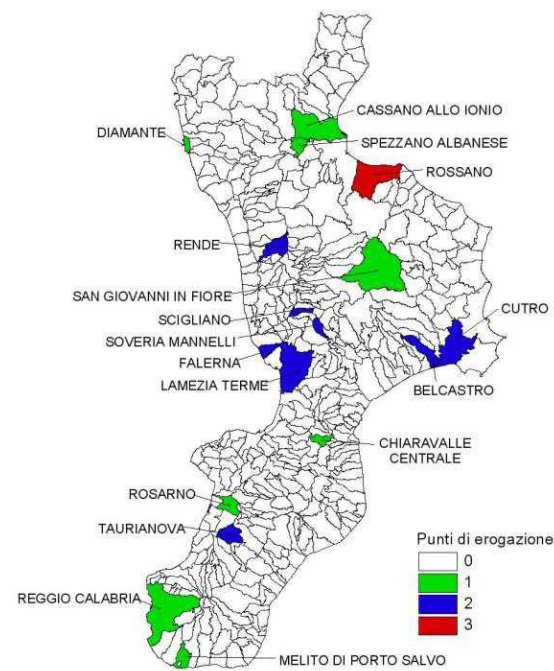 CASSANO ALLO IONIO
DIAMANTE
SPEZZANO ALBANESE
ROSSANO
RENDE
SAN GIOVANNI IN FIORE
SCIGLIANO
CUTRO
SOVERIA MANNELLI
FALERNA
LAMEZIA TERME
BELCASTRO
CHIARAVALLE
CENTRALE
ROSARNO
TAURIANOVA
Punti di erogazione
0
1
2
3
REGGIO CALABRIA
MELITO DI PORTO SALVO